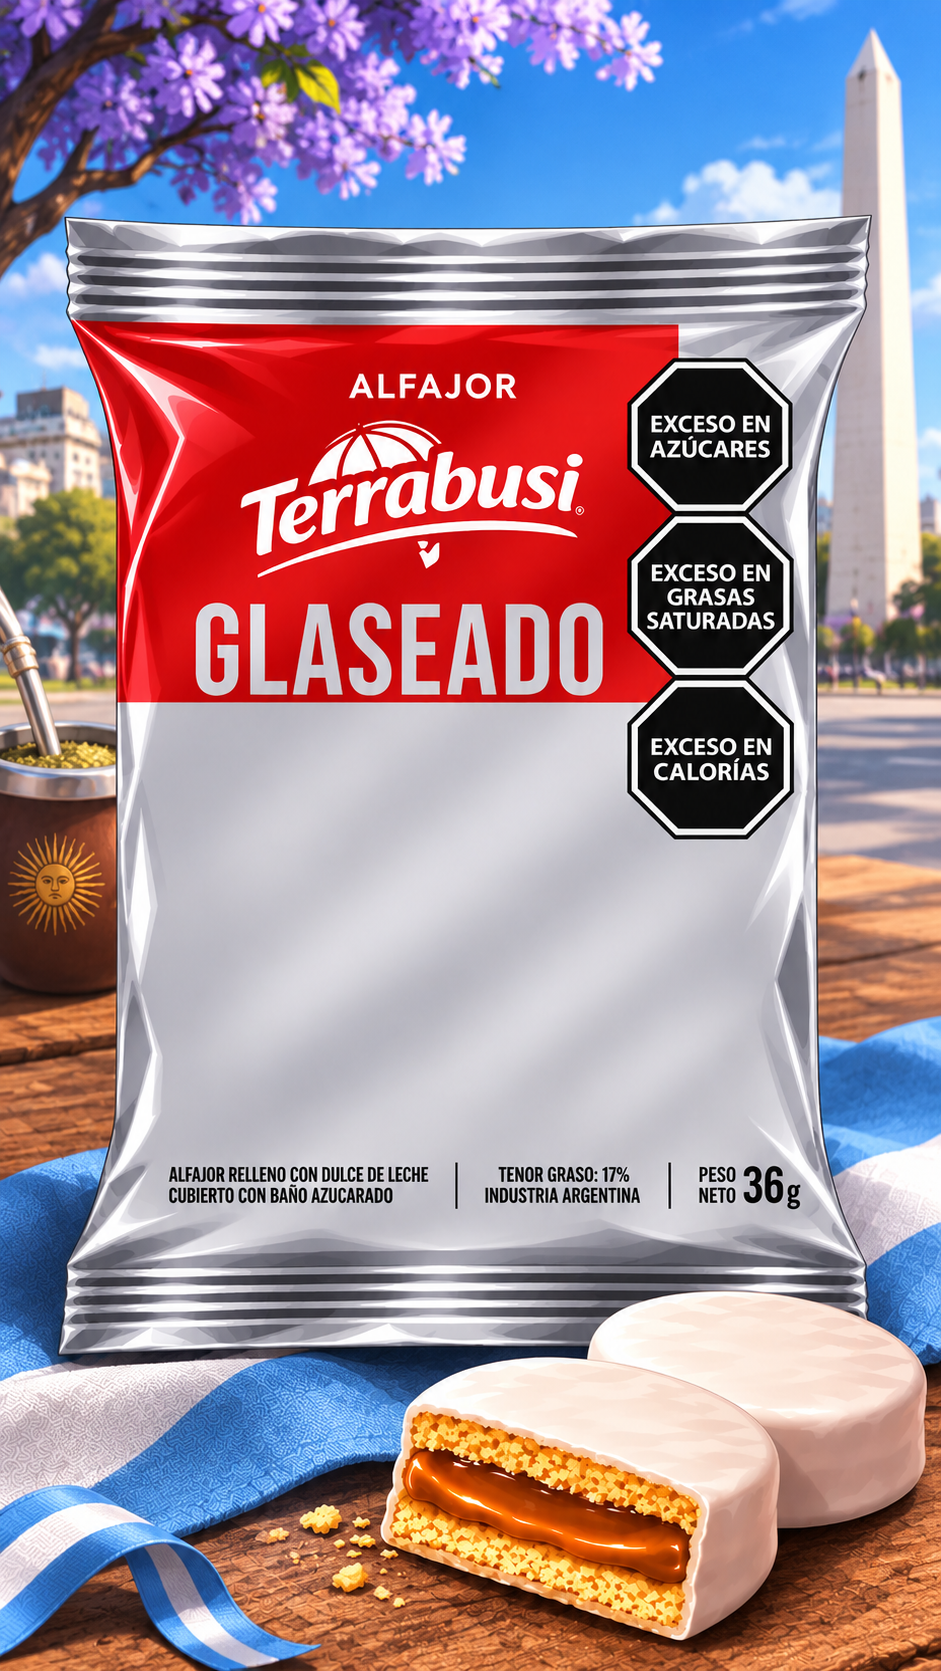 ALFAJOR
Terrabusi®
GLASEADO
EXCESO EN
AZÚCARES
EXCESO EN
GRASAS
SATURADAS
EXCESO EN
CALORÍAS
ALFAJOR RELLENO CON DULCE DE LECHE
CUBIERTO CON BAÑO AZUCARADO
TENOR GRASO: 17%
INDUSTRIA ARGENTINA
PESO
NETO 36g